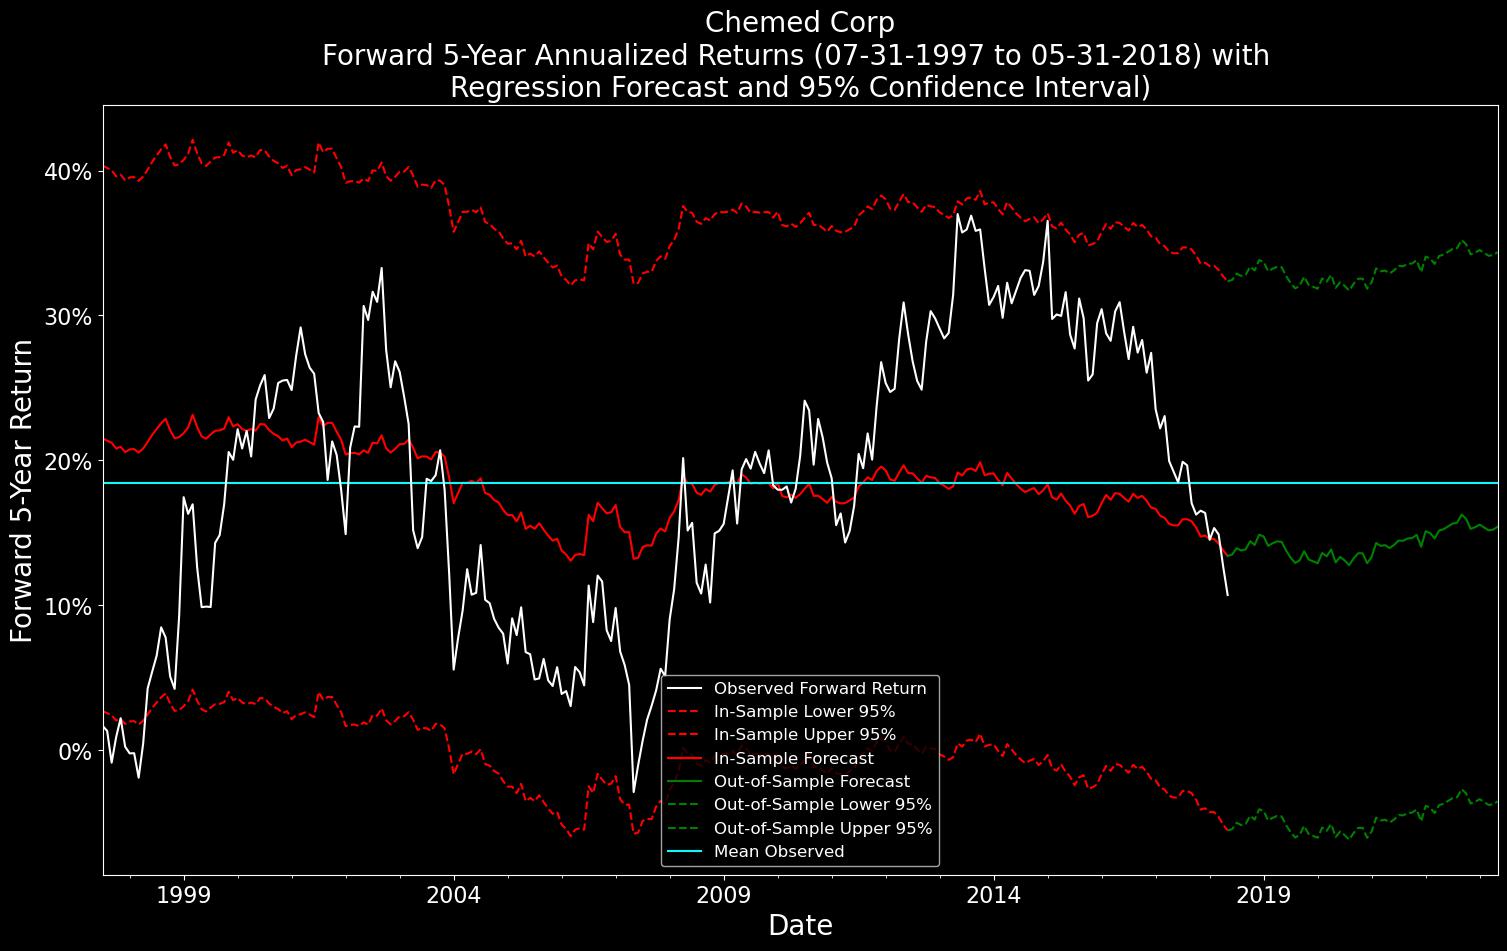 Chemed Corp
Forward 5-Year Annualized Returns (07-31-1997 to 05-31-2018) with
Regression Forecast and 95% Confidence Interval)
Forward 5-Year Return
40%
30%
20%
10%
0%
Observed Forward Return
In-Sample Lower 95%
In-Sample Upper 95%
In-Sample Forecast
Out-of-Sample Forecast
Out-of-Sample Lower 95%
Out-of-Sample Upper 95%
Mean Observed
1999 2004 2009 2014 2019
Date